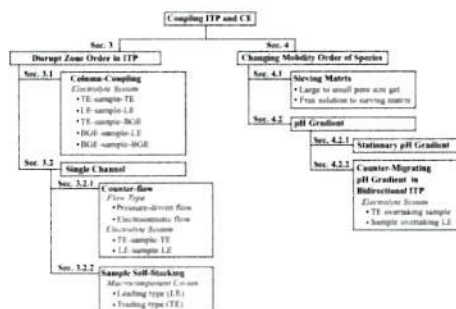 Coupling ITP and CE
Sec. 3
Sec. 4
Disrupt Zone Order in ITP
Changing Mobility Order of Species
Sec. 3.1
Column-Coupling
Electrolyte System
• TE-sample-TE
• LE-sample-LE
• TE-sample-BGE
• BGE-sample-LE
• BGE-sample-BGE
Sec. 3.2
Single Channel
Sec. 3.2.1
Counter-flow
Flow Type
• Pressure-driven flow
• Electroosmotic flow
Electrolyte System
• TE-sample-TE
• LE-sample-LE
Sec. 3.2.2
Sample Self-Stacking
Macrocomponent Co-ion
• Leading type (LE)
• Trailing type (TE)
Sec. 4.1
Sieving Matrix
• Large to small pore size gel
• Free solution to sieving matrix
Sec. 4.2
pH Gradient
Sec. 4.2.1
Stationary pH Gradient
Sec. 4.2.2
Counter-Migrating
pH Gradient in
Bidirectional ITP
Electrolyte System
• TE overtaking sample
• Sample overtaking LE